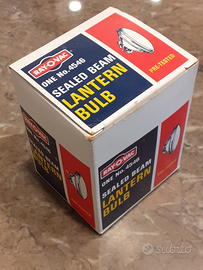 RAY-O-VAC
ONE No. 4546
SEALED BEAM
LANTERN
BULB
PRE-TESTED
RAY-O-VAC
ONE No. 4546
SEALED BEAM
LANTERN
BULB
subito